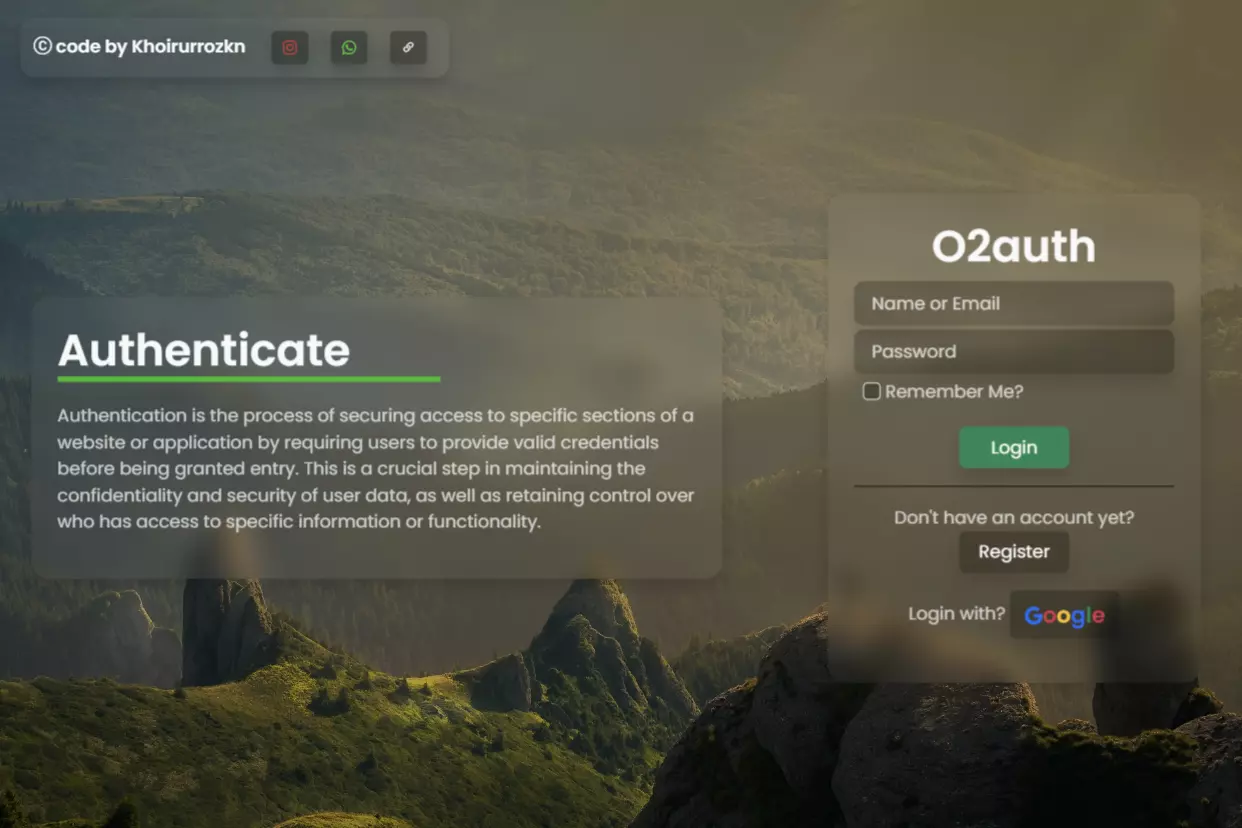 © code by Khoirurrozkn
O2auth
Name or Email
Password
Remember Me?
Login
Don't have an account yet?
Register
Login with? Google
Authenticate
Authentication is the process of securing access to specific sections of a
website or application by requiring users to provide valid credentials
before being granted entry. This is a crucial step in maintaining the
confidentiality and security of user data, as well as retaining control over
who has access to specific information or functionality.